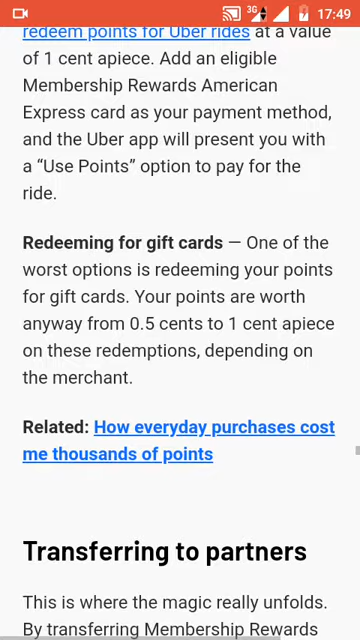 3G
17:49
redeem points for Uber rides at a value
of 1 cent apiece. Add an eligible
Membership Rewards American
Express card as your payment method,
and the Uber app will present you with
a “Use Points” option to pay for the
ride.
Redeeming for gift cards — One of the
worst options is redeeming your points
for gift cards. Your points are worth
anyway from 0.5 cents to 1 cent apiece
on these redemptions, depending on
the merchant.
Related: How everyday purchases cost
me thousands of points
Transferring to partners
This is where the magic really unfolds.
By transferring Membership Rewards